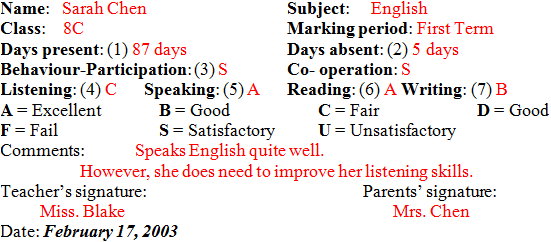 Name: Sarah Chen Subject: English
Class: 8C Marking period: First Term
Days present: (1) 87 days Days absent: (2) 5 days
Behaviour-Participation: (3) S Co- operation: S
Listening: (4) C Speaking: (5) A Reading: (6) A Writing: (7) B
A = Excellent B = Good C = Fair D = Good
F = Fail S = Satisfactory U = Unsatisfactory
Comments: Speaks English quite well.
However, she does need to improve her listening skills.
Teacher's signature: Parents' signature:
Miss. Blake Mrs. Chen
Date: February 17, 2003